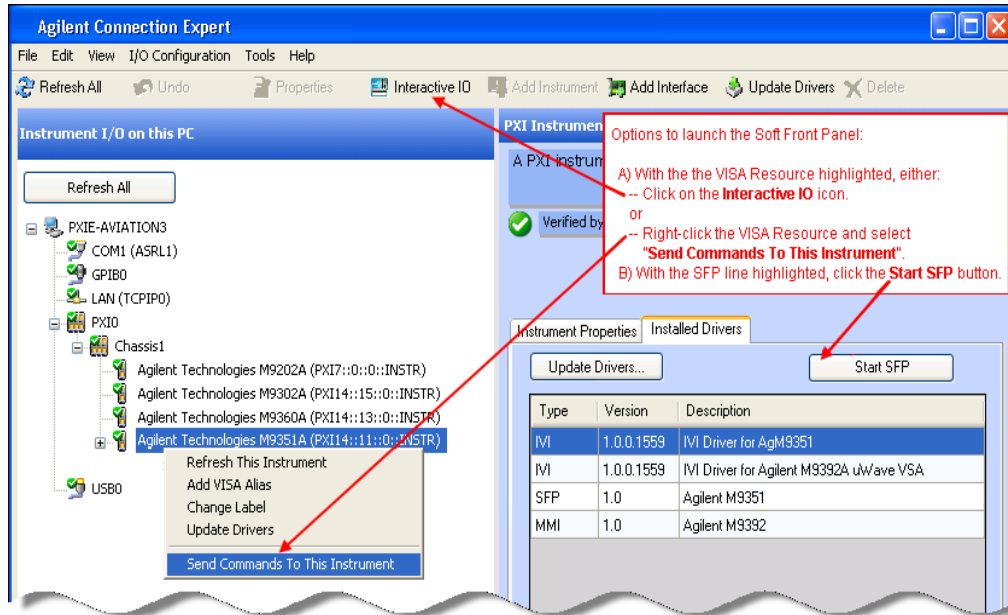 Agilent Connection Expert
File Edit View I/O Configuration Tools Help
Refresh All Undo Properties Interactive IO Add Instrument Add Interface Update Drivers Delete
Instrument I/O on this PC
Refresh All
PXIE-AVIATION3
COM1 (ASRL1)
GPIB0
LAN (TCPIP0)
PXI0
Chassis1
Agilent Technologies M9202A (PXI7::0::0::INSTR)
Agilent Technologies M9302A (PXI14::15::0::INSTR)
Agilent Technologies M9360A (PXI14::13::0::INSTR)
Agilent Technologies M9351A (PXI14::11::0::INSTR)
USB0
Refresh This Instrument
Add VISA Alias
Change Label
Update Drivers
Send Commands To This Instrument
PXI Instrumen
A PXI instrum
Verified by
Options to launch the Soft Front Panel:
A) With the the VISA Resource highlighted, either:
-- Click on the Interactive IO icon.
or
-- Right-click the VISA Resource and select
"Send Commands To This Instrument".
B) With the SFP line highlighted, click the Start SFP button.
Instrument Properties Installed Drivers
Update Drivers... Start SFP
Type Version Description
IVI 1.0.0.1559 IVI Driver for AgM9351
IVI 1.0.0.1559 IVI Driver for Agilent M9392A uWave VSA
SFP 1.0 Agilent M9351
MMI 1.0 Agilent M9392